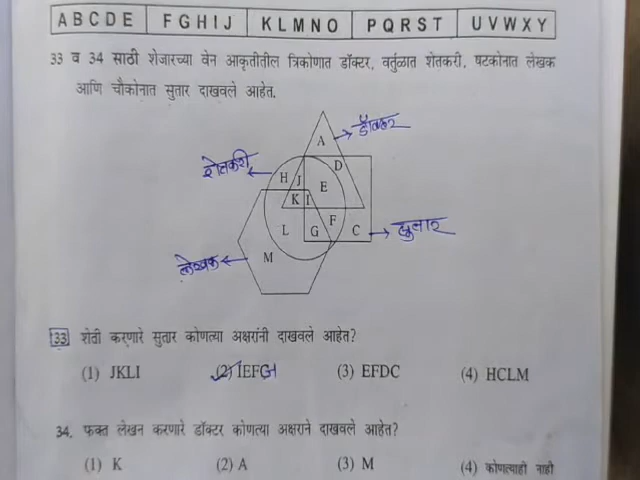 A B C D E F G H I J K L M N O P Q R S T U V W X Y
33 व 34 साठी शेजारच्या वेन आकृतीतील त्रिकोणात डॉक्टर, वर्तुळात शेतकरी, षटकोनात लेखक
आणि चौकोनात सुतार दाखवले आहेत.
A डॉक्टर
शेतकरी D
H J E
K I
L G F C सुतार
लेखक M
33 शेती करणारे सुतार कोणत्या अक्षरांनी दाखवले आहेत?
(1) JKLI (2) IEFG (3) EFDC (4) HCLM
34. फक्त लेखन करणारे डॉक्टर कोणत्या अक्षराने दाखवले आहेत?
(1) K (2) A (3) M (4) कोणत्याही नाही